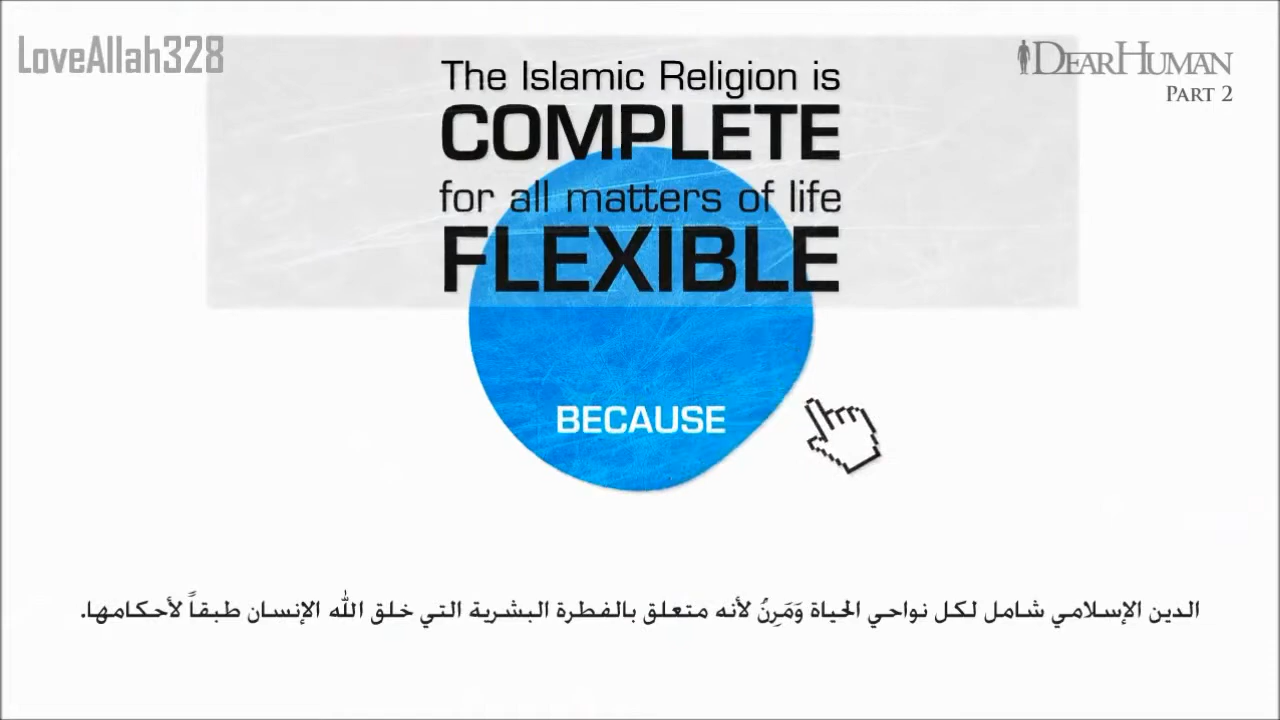 LoveAllah328
DEARHUMAN
PART 2
The Islamic Religion is
COMPLETE
for all matters of life
FLEXIBLE
BECAUSE
الدين الإسلامي شامل لكل نواحي الحياة وَمَرِنُ لأنه متعلق بالفطرة البشرية التي خلق الله الإنسان طبقاً لأحكامها.